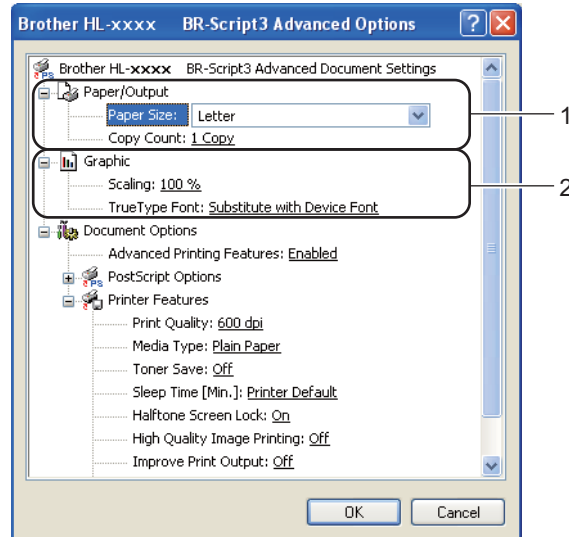 Brother HL-xxxx BR-Script3 Advanced Options
Brother HL-xxxx BR-Script3 Advanced Document Settings
Paper/Output
Paper Size: Letter
1
Copy Count: 1 Copy
Graphic
Scaling: 100 %
2
TrueType Font: Substitute with Device Font
Document Options
Advanced Printing Features: Enabled
PostScript Options
Printer Features
Print Quality: 600 dpi
Media Type: Plain Paper
Toner Save: Off
Sleep Time [Min.]: Printer Default
Halftone Screen Lock: On
High Quality Image Printing: Off
Improve Print Output: Off
OK Cancel